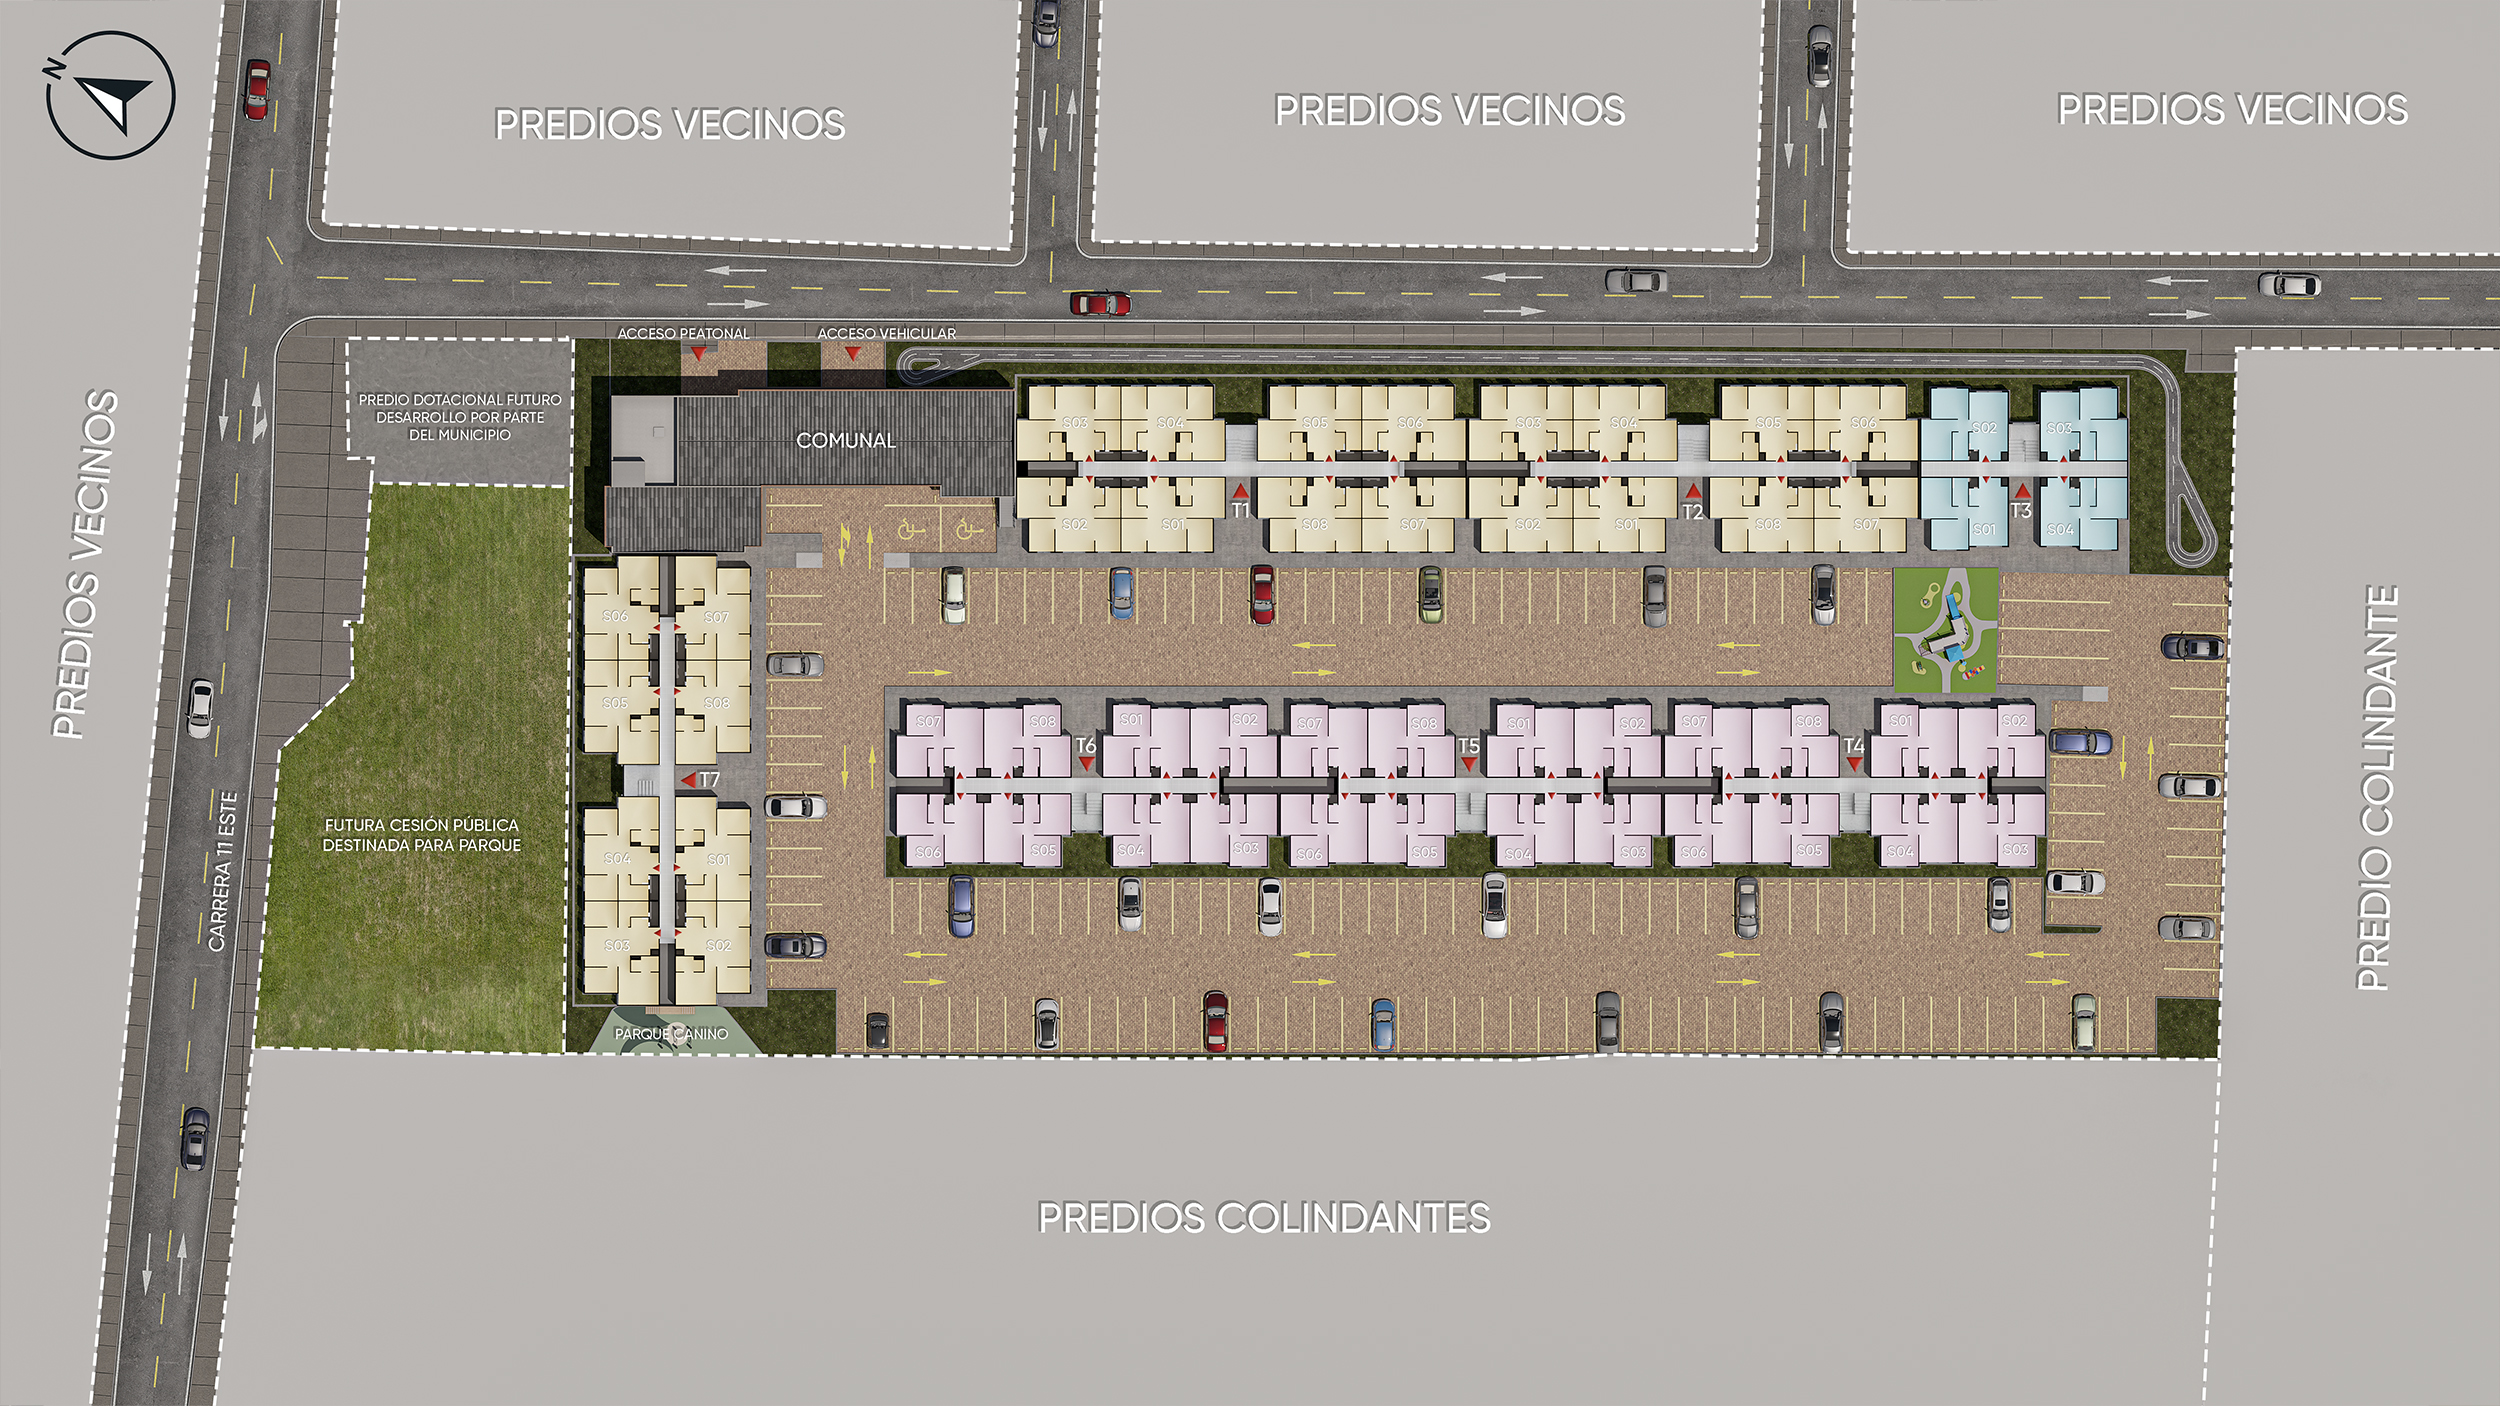 N
PREDIOS VECINOS
PREDIOS VECINOS
PREDIOS VECINOS
ACCESO PEATONAL
ACCESO VEHICULAR
PREDIO DOTACIONAL FUTURO
DESARROLLO POR PARTE
DEL MUNICIPIO
COMUNAL
S03
S04
S05
S06
S03
S04
S05
S06
S02
S03
S02
S01
T1
S08
S07
S02
S01
T2
S08
S07
S01
T3
S04
PREDIOS VECINOS
S06
S07
S05
S08
T7
S04
S01
S03
S02
S07
S08
T6
S01
S02
S07
S08
T5
S01
S02
S07
S08
T4
S01
S02
S06
S05
S04
S03
S06
S05
S04
S03
S06
S05
S04
S03
PREDIO COLINDANTE
CARRERA 11 ESTE
FUTURA CESIÓN PÚBLICA
DESTINADA PARA PARQUE
PARQUE CANINO
PREDIOS COLINDANTES